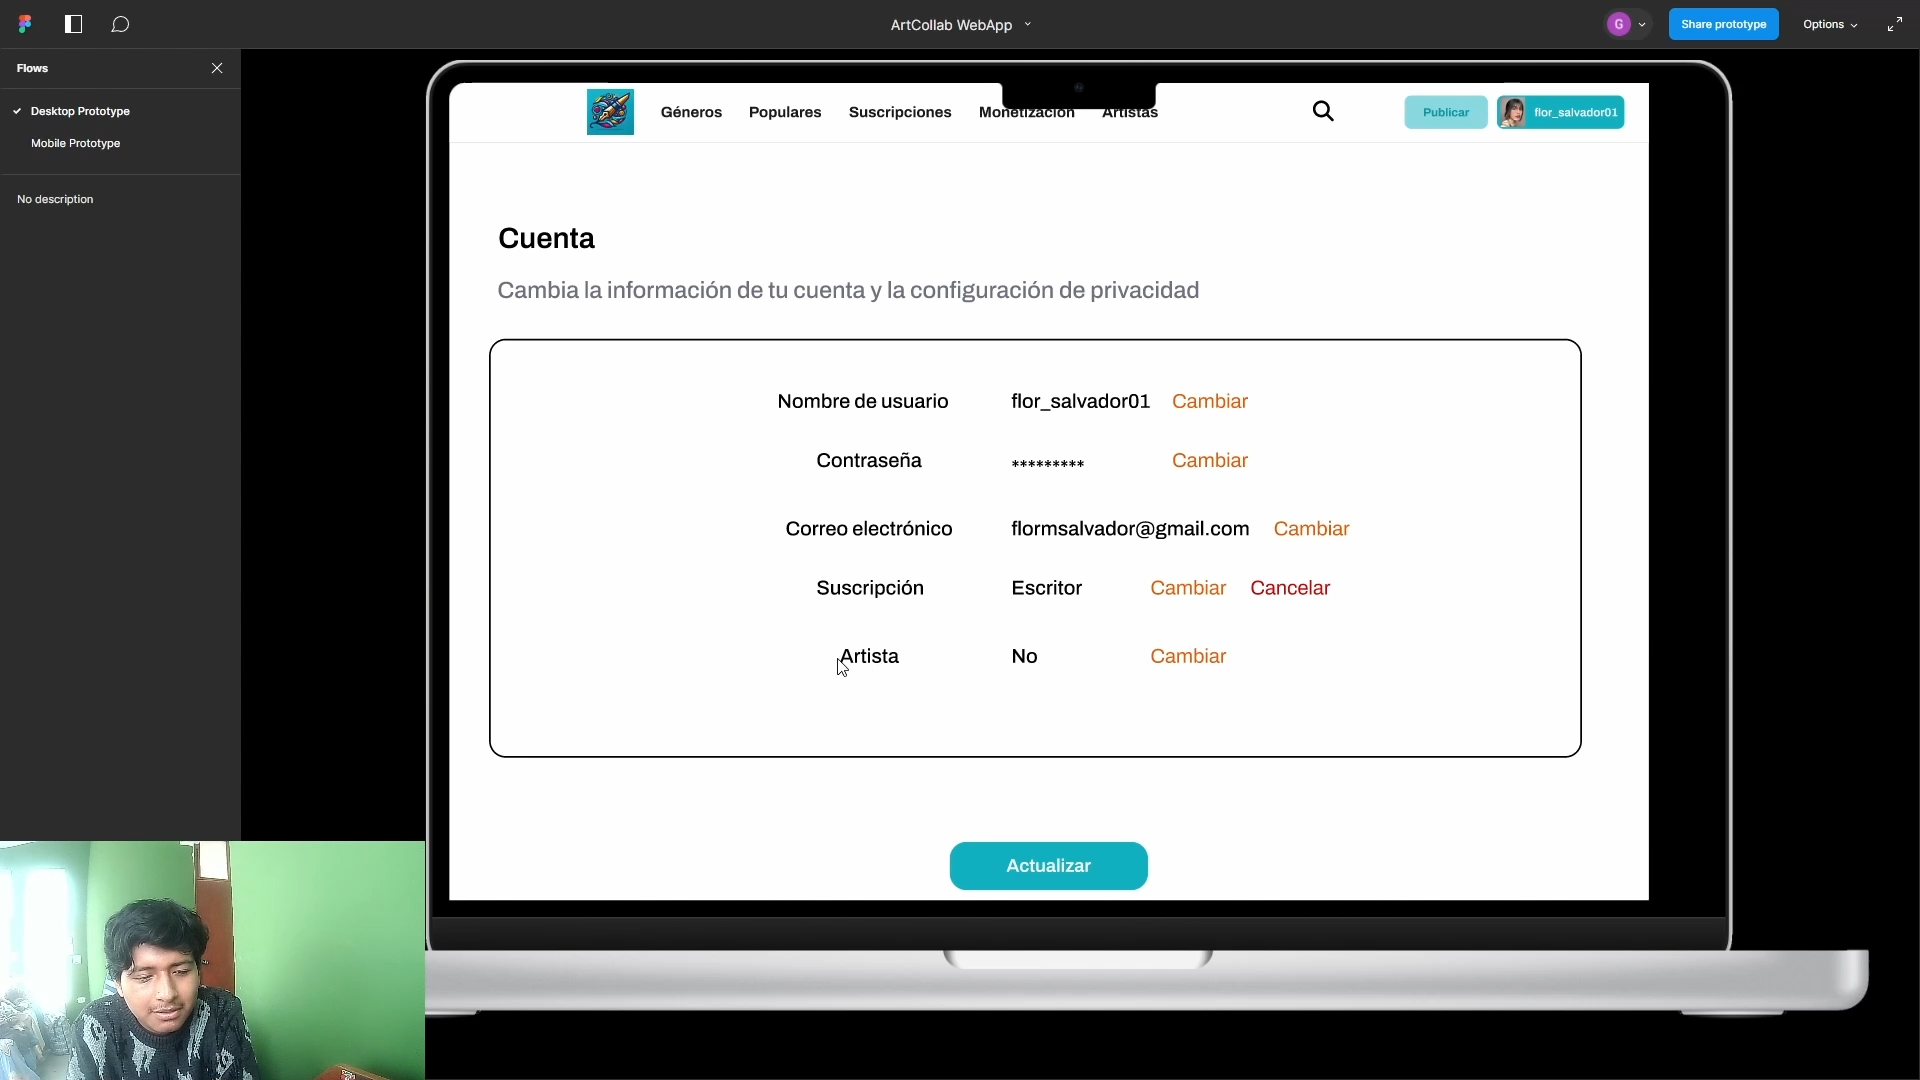 ArtCollab WebApp
G
Share prototype
Options
Flows
Desktop Prototype
Mobile Prototype
No description
Géneros
Populares
Suscripciones
Monetización
Artistas
Publicar
flor_salvador01
Cuenta
Cambia la información de tu cuenta y la configuración de privacidad
Nombre de usuario flor_salvador01 Cambiar
Contraseña ********* Cambiar
Correo electrónico flormsalvador@gmail.com Cambiar
Suscripción Escritor Cambiar Cancelar
Artista No Cambiar
Actualizar